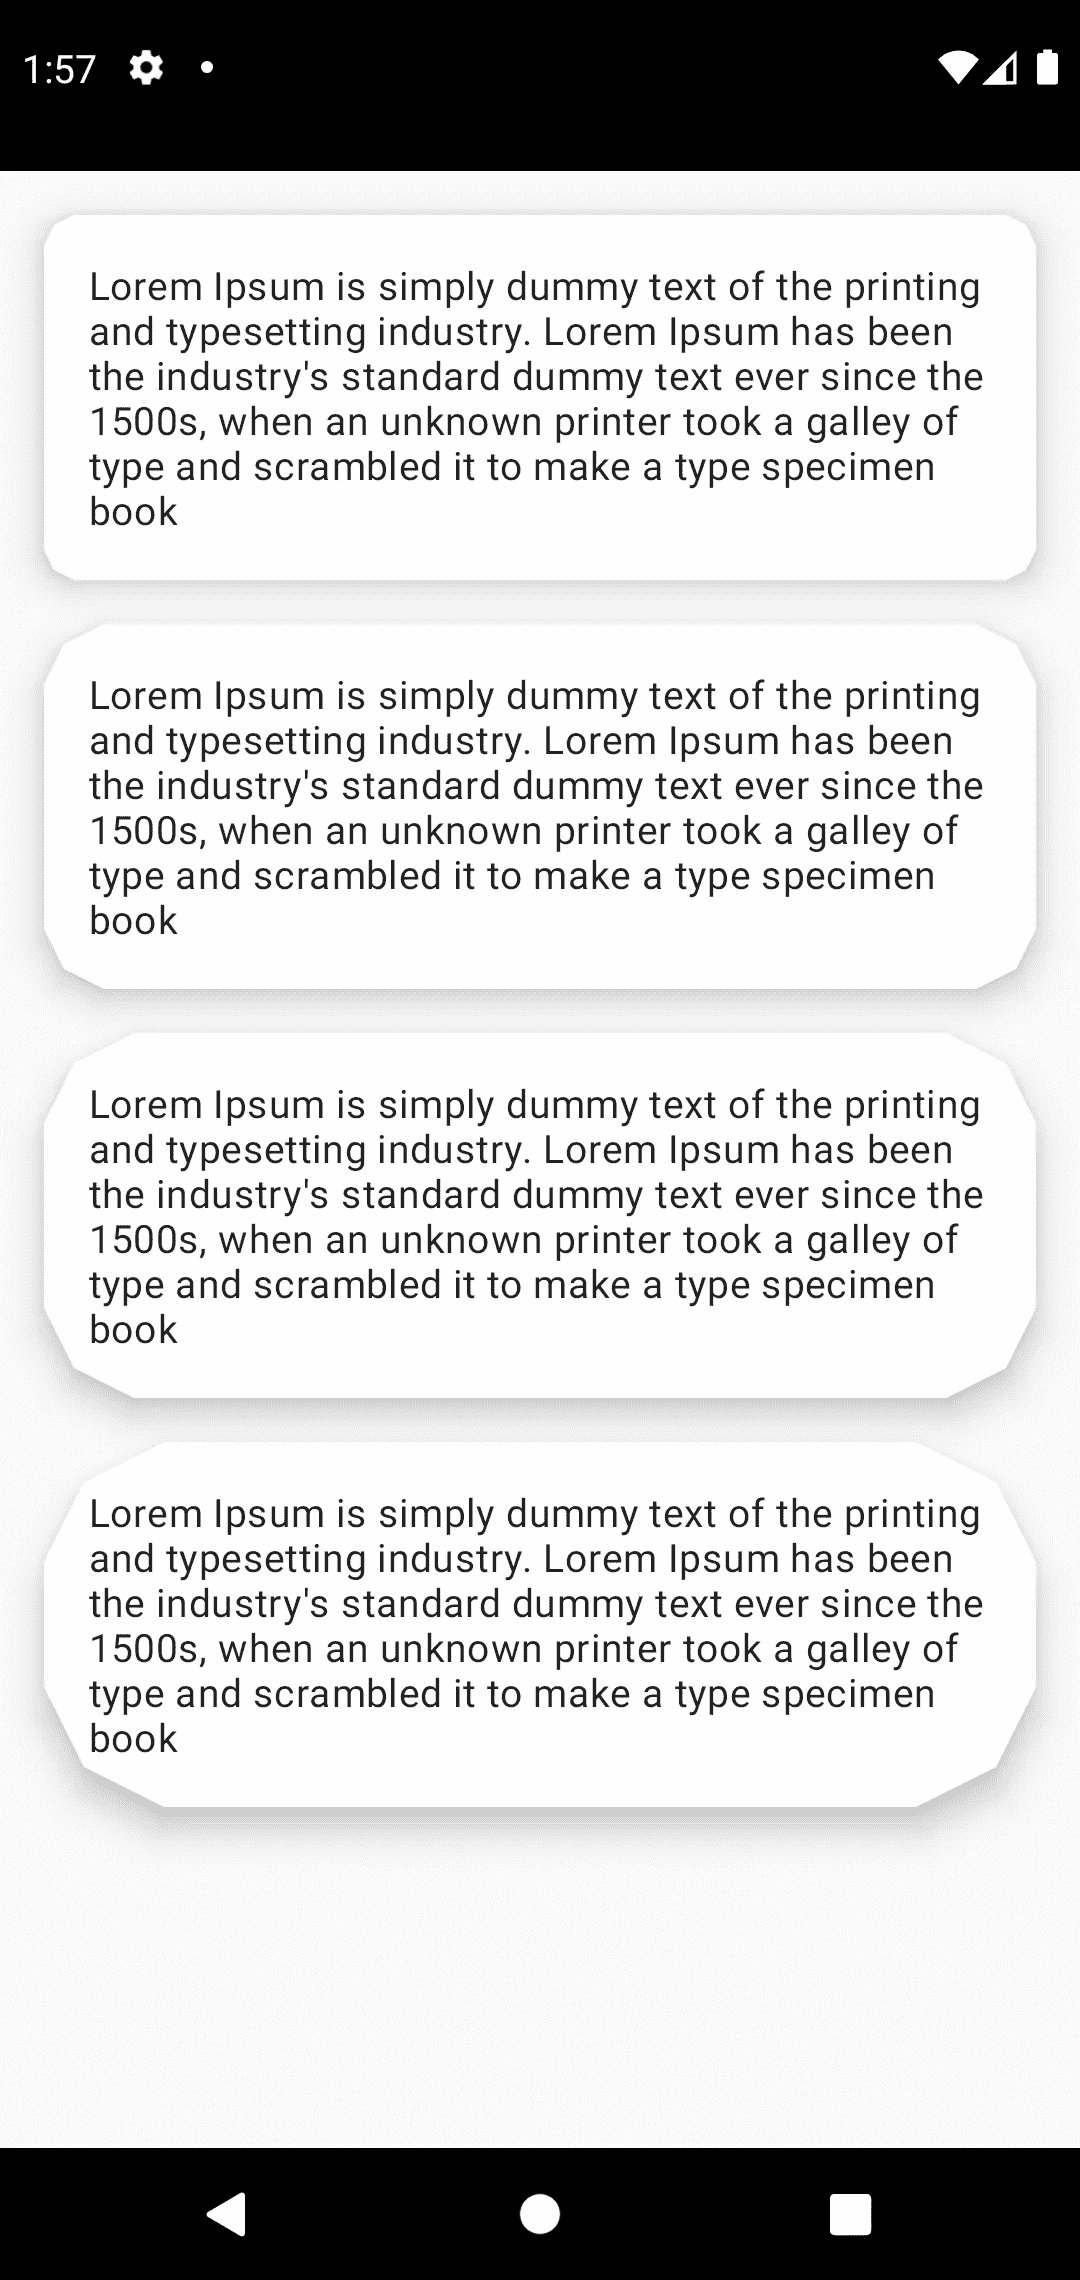 1:57
Lorem Ipsum is simply dummy text of the printing
and typesetting industry. Lorem Ipsum has been
the industry's standard dummy text ever since the
1500s, when an unknown printer took a galley of
type and scrambled it to make a type specimen
book
Lorem Ipsum is simply dummy text of the printing
and typesetting industry. Lorem Ipsum has been
the industry's standard dummy text ever since the
1500s, when an unknown printer took a galley of
type and scrambled it to make a type specimen
book
Lorem Ipsum is simply dummy text of the printing
and typesetting industry. Lorem Ipsum has been
the industry's standard dummy text ever since the
1500s, when an unknown printer took a galley of
type and scrambled it to make a type specimen
book
Lorem Ipsum is simply dummy text of the printing
and typesetting industry. Lorem Ipsum has been
the industry's standard dummy text ever since the
1500s, when an unknown printer took a galley of
type and scrambled it to make a type specimen
book